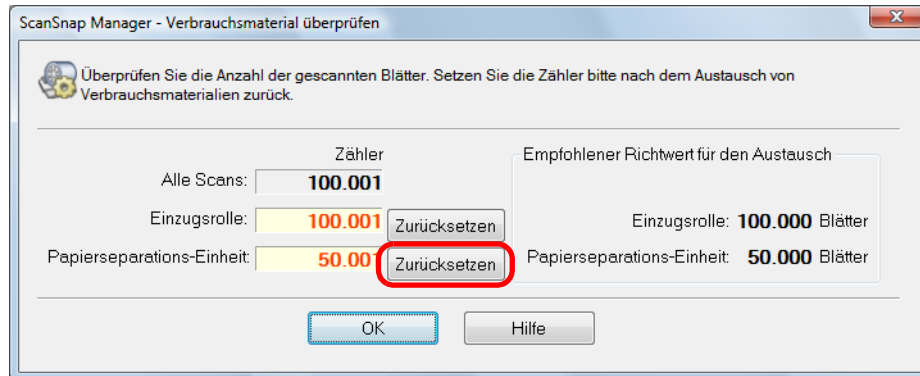 ScanSnap Manager - Verbrauchsmaterial überprüfen
Überprüfen Sie die Anzahl der gescannten Blätter. Setzen Sie die Zähler bitte nach dem Austausch von
Verbrauchsmaterialien zurück.
Zähler
Alle Scans: 100.001
Einzugsrolle: 100.001 Zurücksetzen
Papierseparations-Einheit: 50.001 Zurücksetzen
Empfohlener Richtwert für den Austausch
Einzugsrolle: 100.000 Blätter
Papierseparations-Einheit: 50.000 Blätter
OK Hilfe